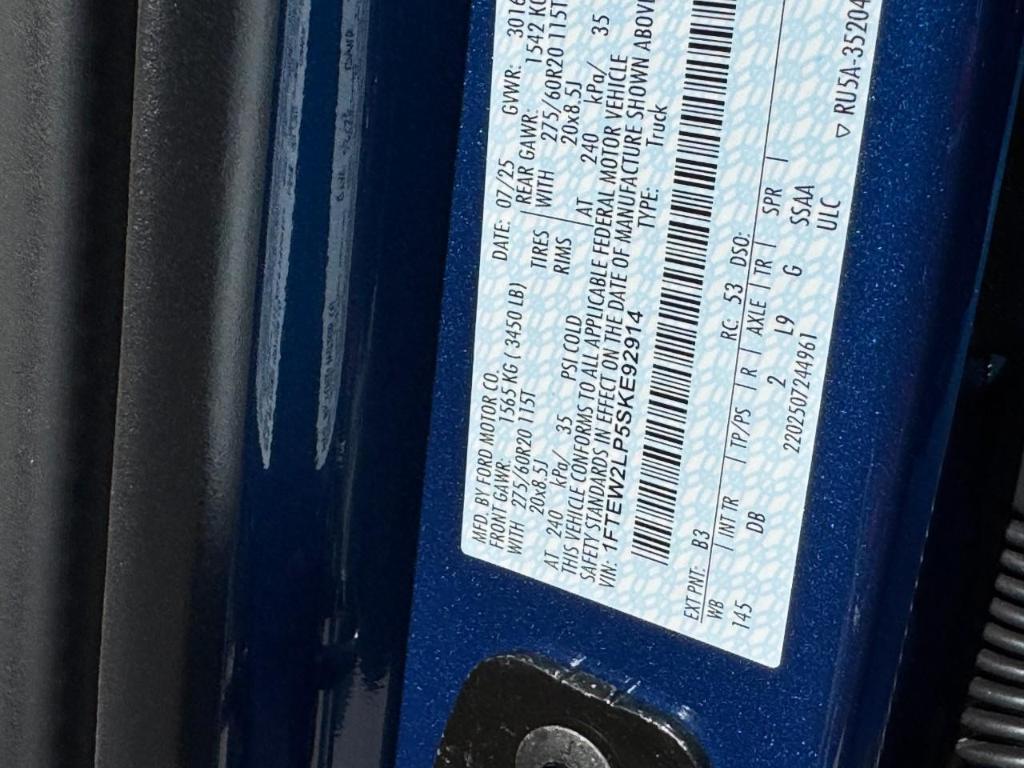 MFD. BY FORD MOTOR CO. DATE: 07/25 GVWR: 3016
FRONT GAWR: 1565 KG ( 3450 LB) REAR GAWR: 1542 KG
WITH 275/60R20 115T TIRES WITH 275/60R20 115T
20x8.5J RIMS 20x8.5J
AT 240 kPa/ 35 PSI COLD AT 240 kPa/ 35
THIS VEHICLE CONFORMS TO ALL APPLICABLE FEDERAL MOTOR VEHICLE
SAFETY STANDARDS IN EFFECT ON THE DATE OF MANUFACTURE SHOWN ABOVE
VIN: 1FTEW2LP5SKE92914 TYPE: Truck
EXT PNT: B3 RC: 53 DSO:
WB | INT TR | TP/PS | R | AXLE | TR | SPR |
145 DB 2 L9 G SSAA
220250724496] ULC
▽ RU5A-35204